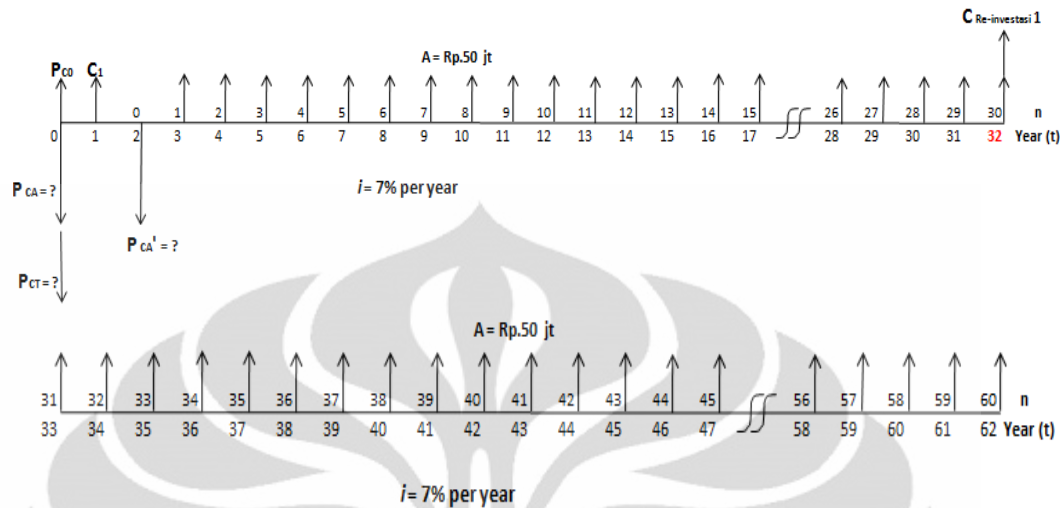 C Re-investasi 1
A = Rp.50 jt
PC0 C1
0 1 2 3 4 5 6 7 8 9 10 11 12 13 14 15 26 27 28 29 30 n
0 1 2 3 4 5 6 7 8 9 10 11 12 13 14 15 16 17 28 29 30 31 32 Year (t)
P CA = ?
i = 7% per year
P CA' = ?
PCT = ?
A = Rp.50 jt
31 32 33 34 35 36 37 38 39 40 41 42 43 44 45 56 57 58 59 60 n
33 34 35 36 37 38 39 40 41 42 43 44 45 46 47 58 59 60 61 62 Year (t)
i = 7% per year